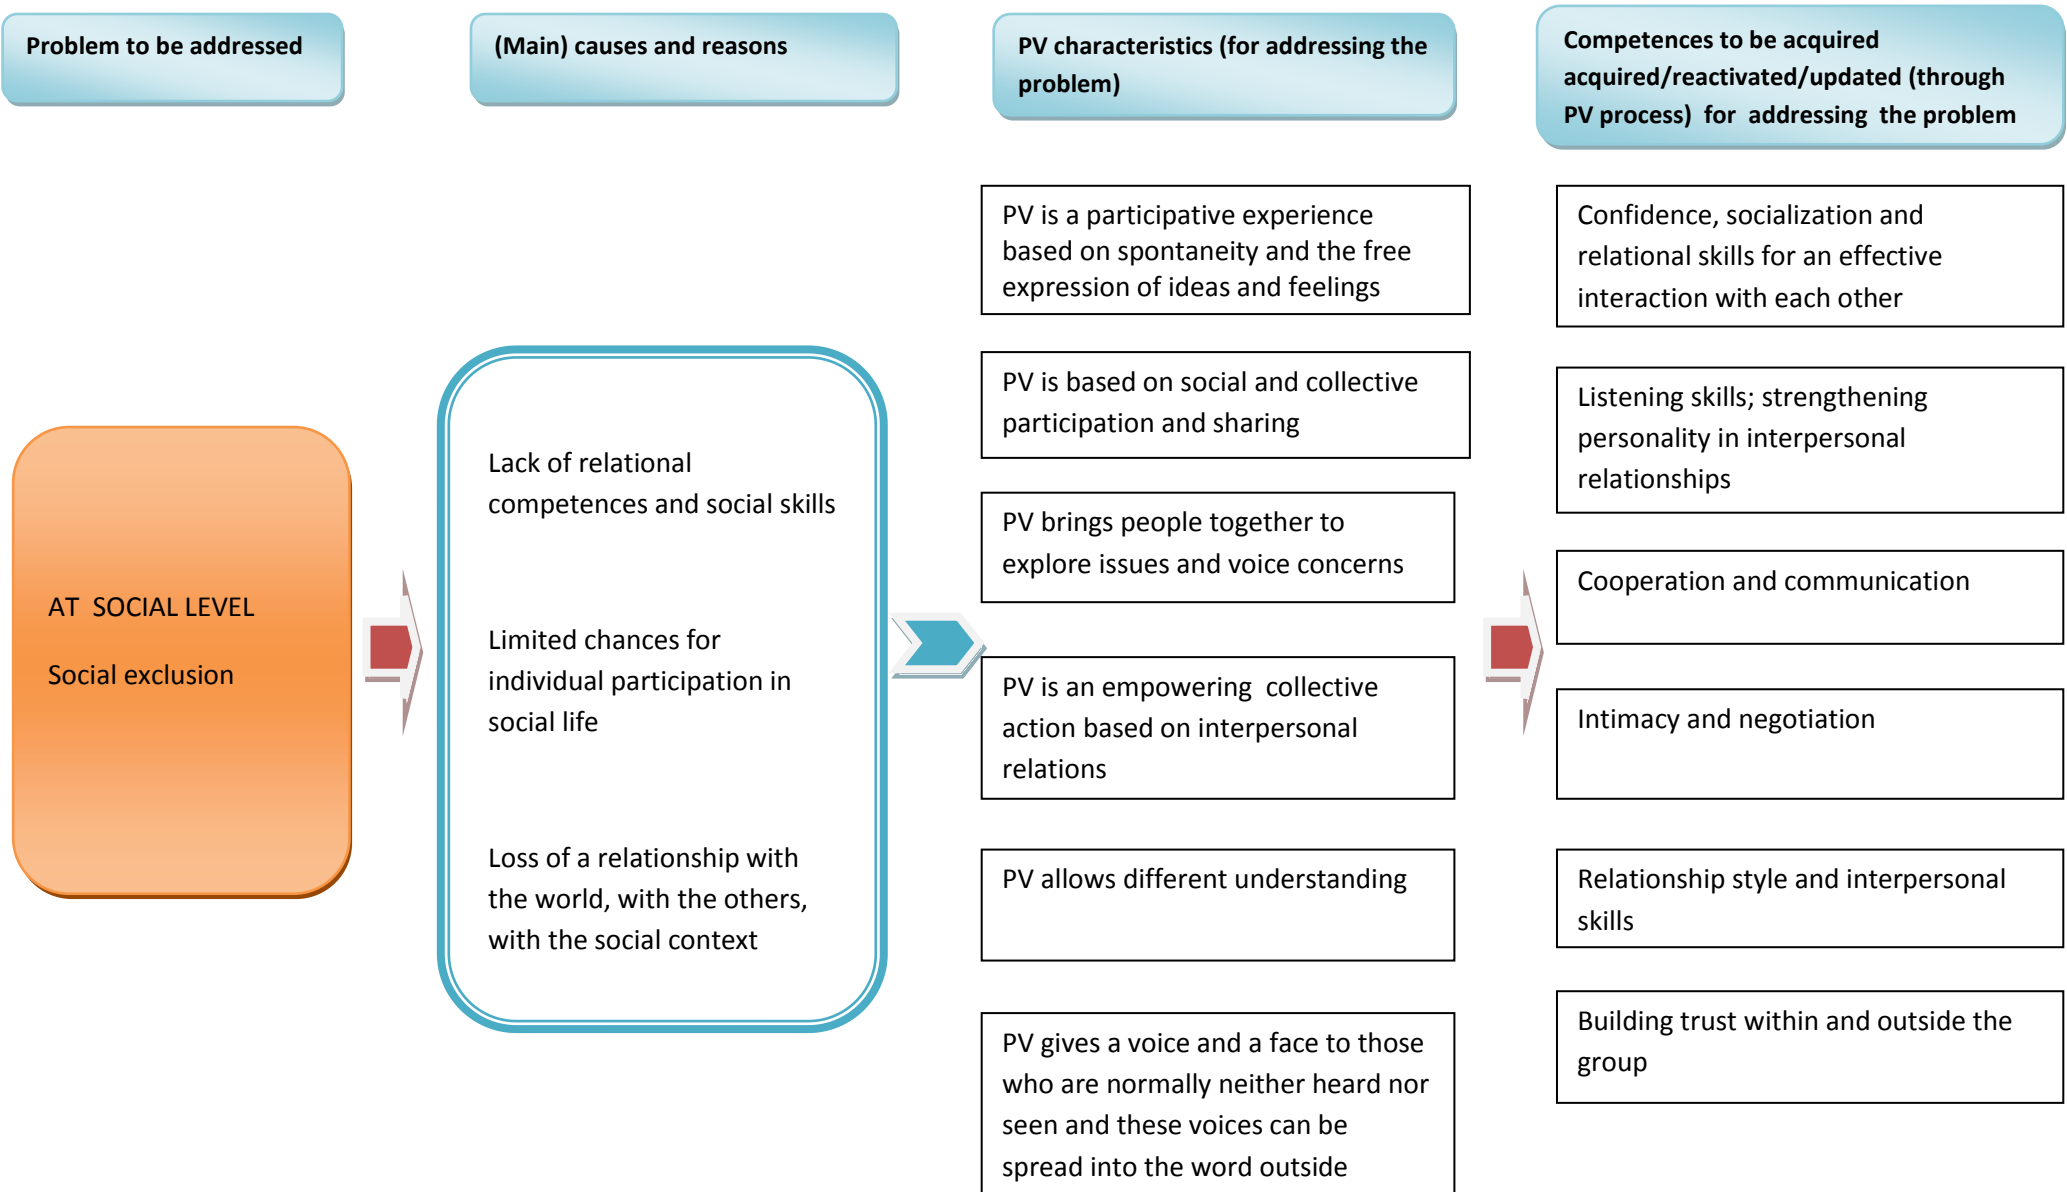 Problem to be addressed
(Main) causes and reasons
PV characteristics (for addressing the
problem)
Competences to be acquired
acquired/reactivated/updated (through
PV process) for addressing the problem
AT SOCIAL LEVEL
Social exclusion
Lack of relational
competences and social skills
Limited chances for
individual participation in
social life
Loss of a relationship with
the world, with the others,
with the social context
PV is a participative experience
based on spontaneity and the free
expression of ideas and feelings
PV is based on social and collective
participation and sharing
PV brings people together to
explore issues and voice concerns
PV is an empowering collective
action based on interpersonal
relations
PV allows different understanding
PV gives a voice and a face to those
who are normally neither heard nor
seen and these voices can be
spread into the word outside
Confidence, socialization and
relational skills for an effective
interaction with each other
Listening skills; strengthening
personality in interpersonal
relationships
Cooperation and communication
Intimacy and negotiation
Relationship style and interpersonal
skills
Building trust within and outside the
group